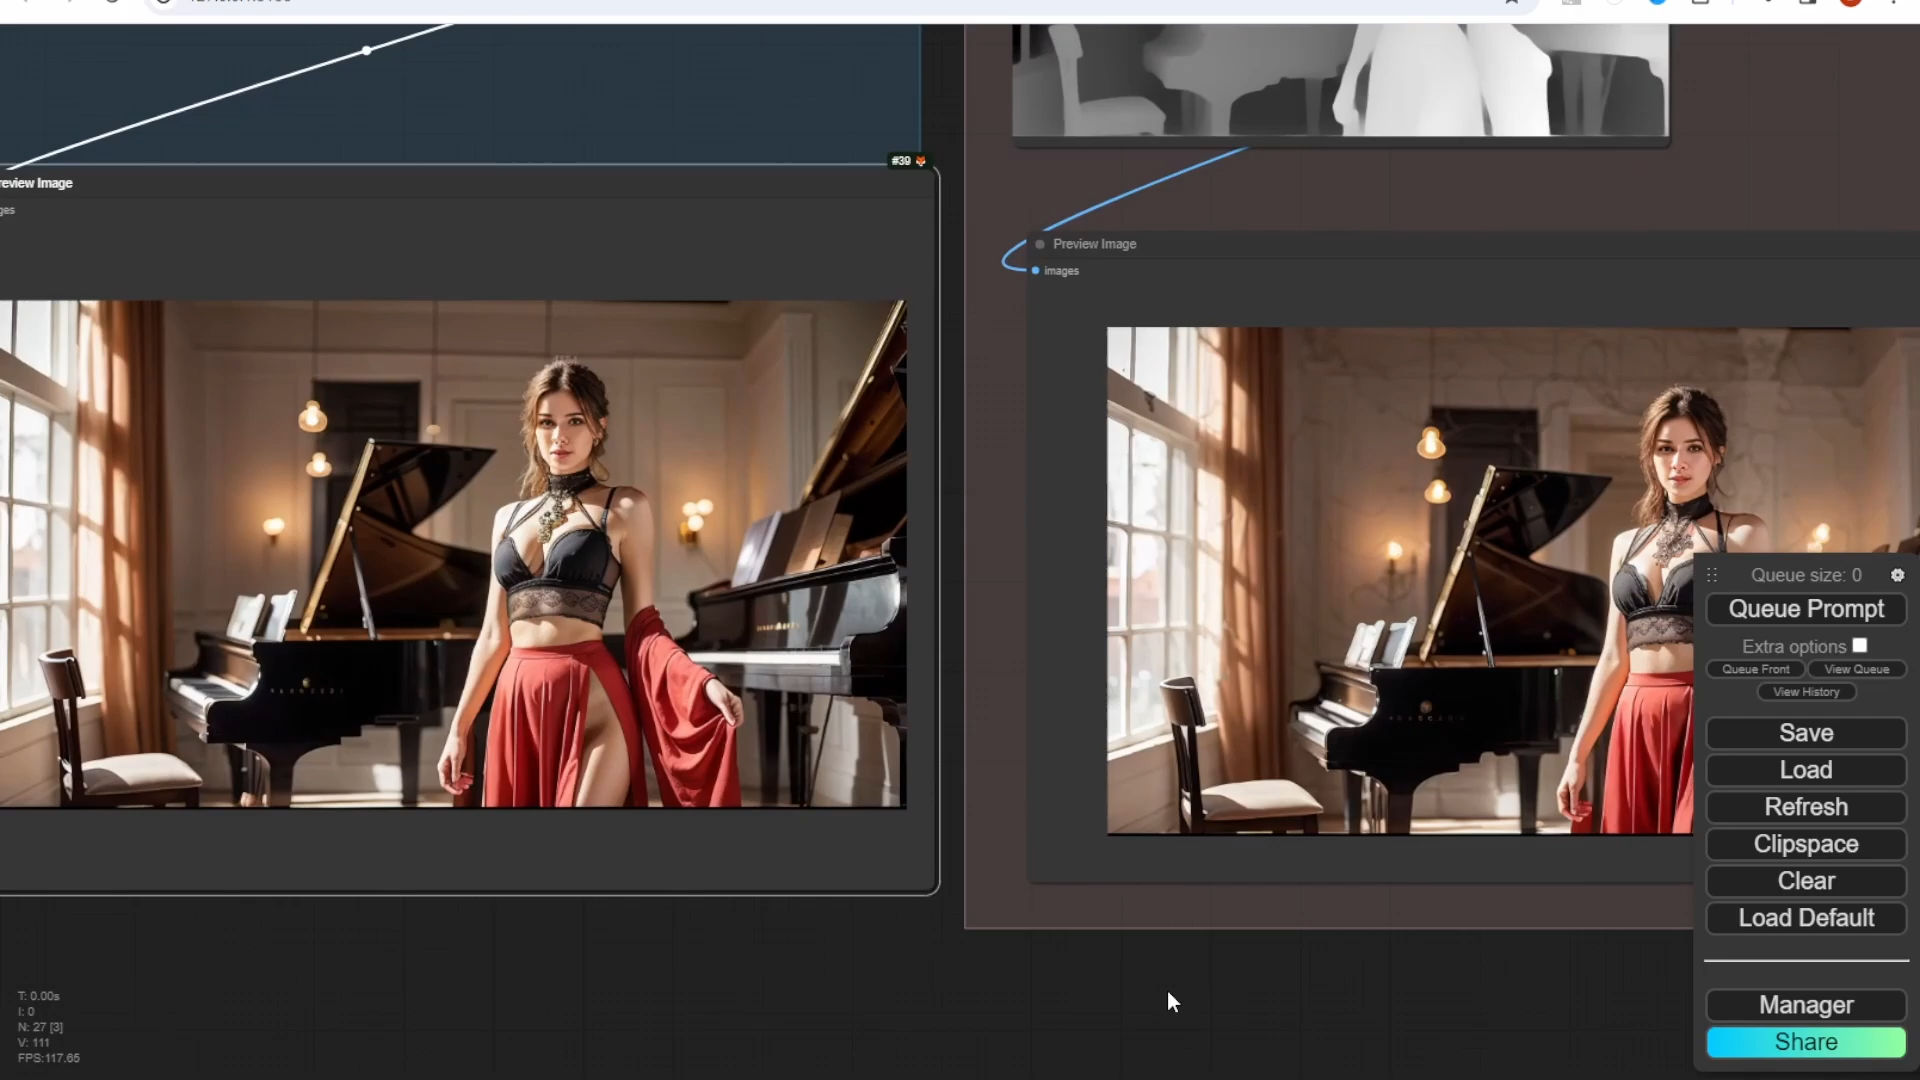 #39
review Image
ges
Preview Image
images
Queue size: 0
Queue Prompt
Extra options
Queue Front
View Queue
View History
Save
Load
Refresh
Clipspace
Clear
Load Default
Manager
Share
T: 0.00s
I: 0
N: 27 [3]
V: 111
FPS:117.65